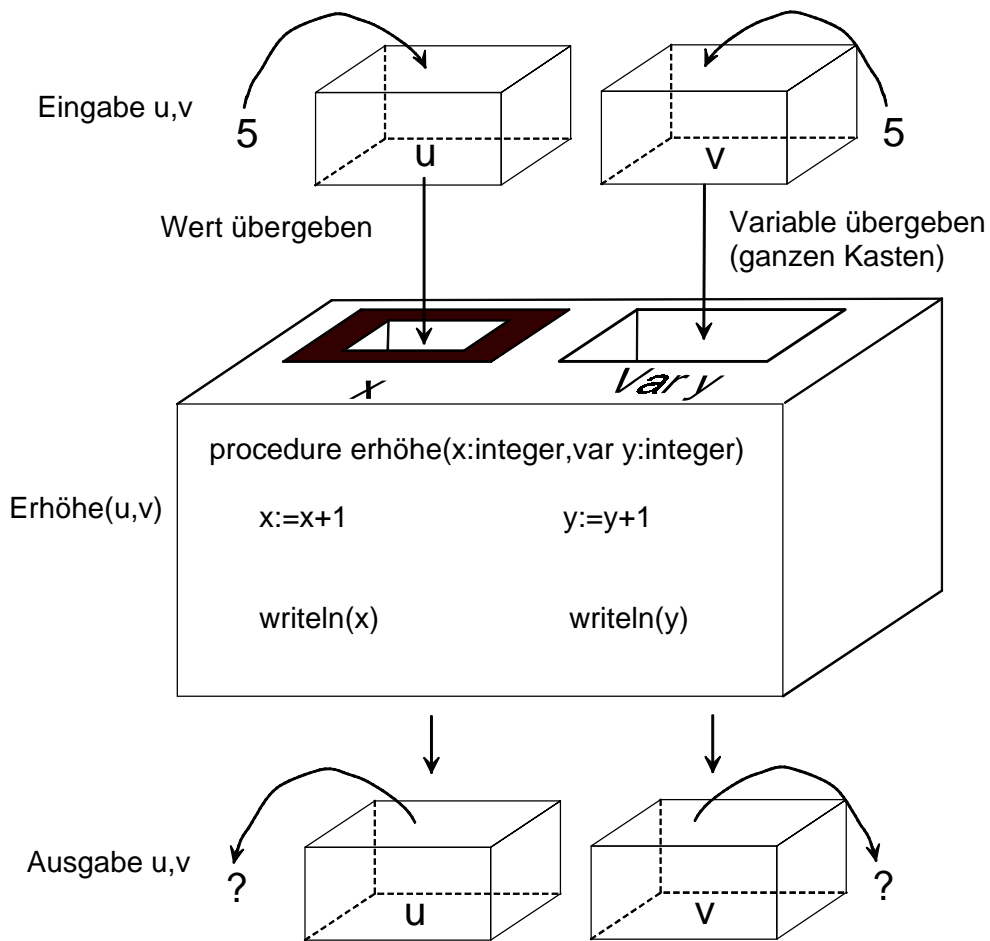 Eingabe u,v
5
u
v
5
Wert übergeben
Variable übergeben
(ganzen Kasten)
x
Var y
procedure erhöhe(x:integer,var y:integer)
Erhöhe(u,v)
x:=x+1
y:=y+1
writeln(x)
writeln(y)
Ausgabe u,v
?
u
v
?